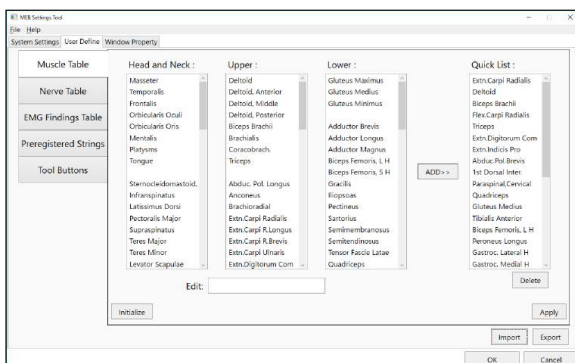 MEB Settings Tool
File Help
System Settings User Define Window Property
Muscle Table
Nerve Table
EMG Findings Table
Preregistered Strings
Tool Buttons
Head and Neck :
Masseter
Temporalis
Frontalis
Orbicularis Oculi
Orbicularis Oris
Mentalis
Platysms
Tongue
Sternocleidomastoid.
Infranspinatus
Latissimus Dorsi
Pectoralis Major
Supraspinatus
Teres Major
Teres Minor
Levator Scapulae
Upper :
Deltoid
Deltoid, Anterior
Deltoid, Middle
Deltoid, Posterior
Biceps Brachii
Brachialis
Coracobrach.
Triceps
Abduc. Pol. Longus
Anconeus
Brachioradial
Extn.Carpi Radialis
Extn.Carpi R.Longus
Extn.Carpi R.Brevis
Extn.Carpi Ulnaris
Extn.Digitorum Com
Lower :
Gluteus Maximus
Gluteus Medius
Gluteus Minimus
Adductor Brevis
Adductor Longus
Adductor Magnus
Biceps Femoris, L H
Biceps Femoris, S H
Gracilis
Iliopsoas
Pectineus
Sartorius
Semimembranosus
Semitendinosus
Tensor Fascie Latae
Quadriceps
ADD>>
Quick List :
Extn.Carpi Radialis
Deltoid
Biceps Brachii
Flex.Carpi Radialis
Triceps
Extn.Digitorum Com
Extn.Indicis Pro
Abduc.Pol.Brevis
1st Dorsal Inter.
Paraspinal,Cervical
Quadriceps
Gluteus Medius
Tibialis Anterior
Biceps Femoris, L H
Peroneus Longus
Gastroc. Lateral H
Gastroc. Medial H
Edit:
Delete
Initialize
Apply
Import Export
OK Cancel